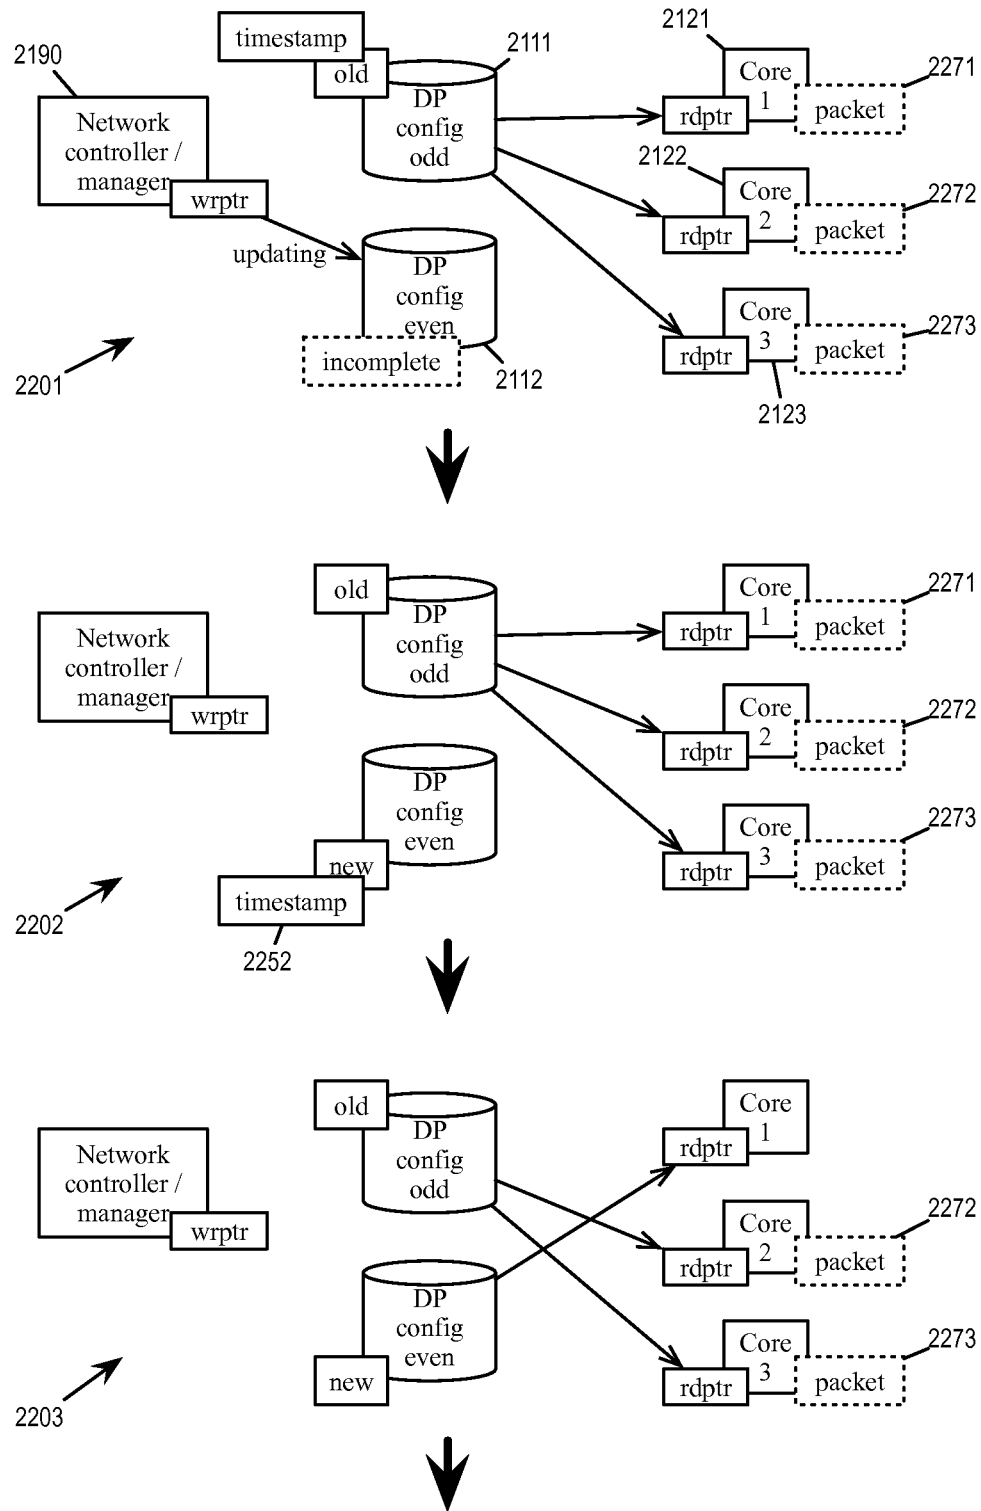 timestamp
2190
old
2111
2121
Core
1
2271
DP
config
odd
rdptr
packet
Network
controller /
manager
wrptr
2122
Core
2
2272
rdptr
packet
updating
DP
config
even
Core
3
2273
rdptr
packet
incomplete
2201
2112
2123
old
DP
config
odd
Core
1
2271
rdptr
packet
Network
controller /
manager
wrptr
Core
2
2272
rdptr
packet
DP
config
even
Core
3
2273
rdptr
packet
new
timestamp
2202
2252
old
DP
config
odd
Core
1
rdptr
Network
controller /
manager
wrptr
Core
2
2272
rdptr
packet
DP
config
even
Core
3
2273
rdptr
packet
new
2203